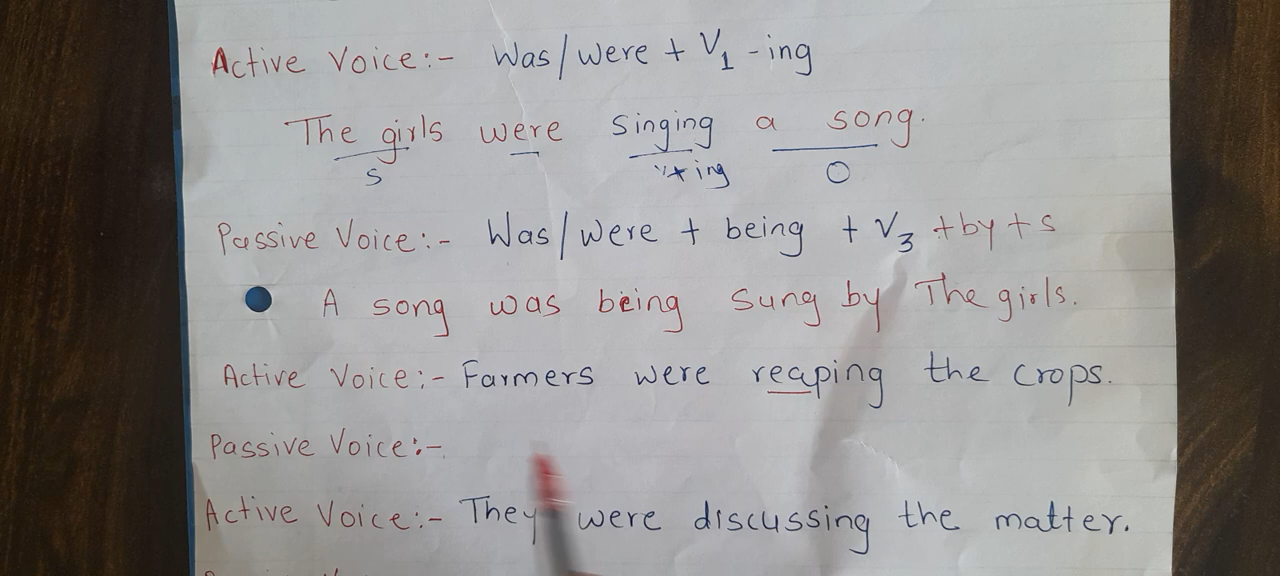 Active Voice:- Was/were + V1 -ing
The girls were singing a song.
S v+ing O
Passive Voice:- Was/were + being + V3 + by + s
A song was being sung by The girls.
Active Voice:- Farmers were reaping the crops.
Passive Voice:-
Active Voice:- They were discussing the matter.